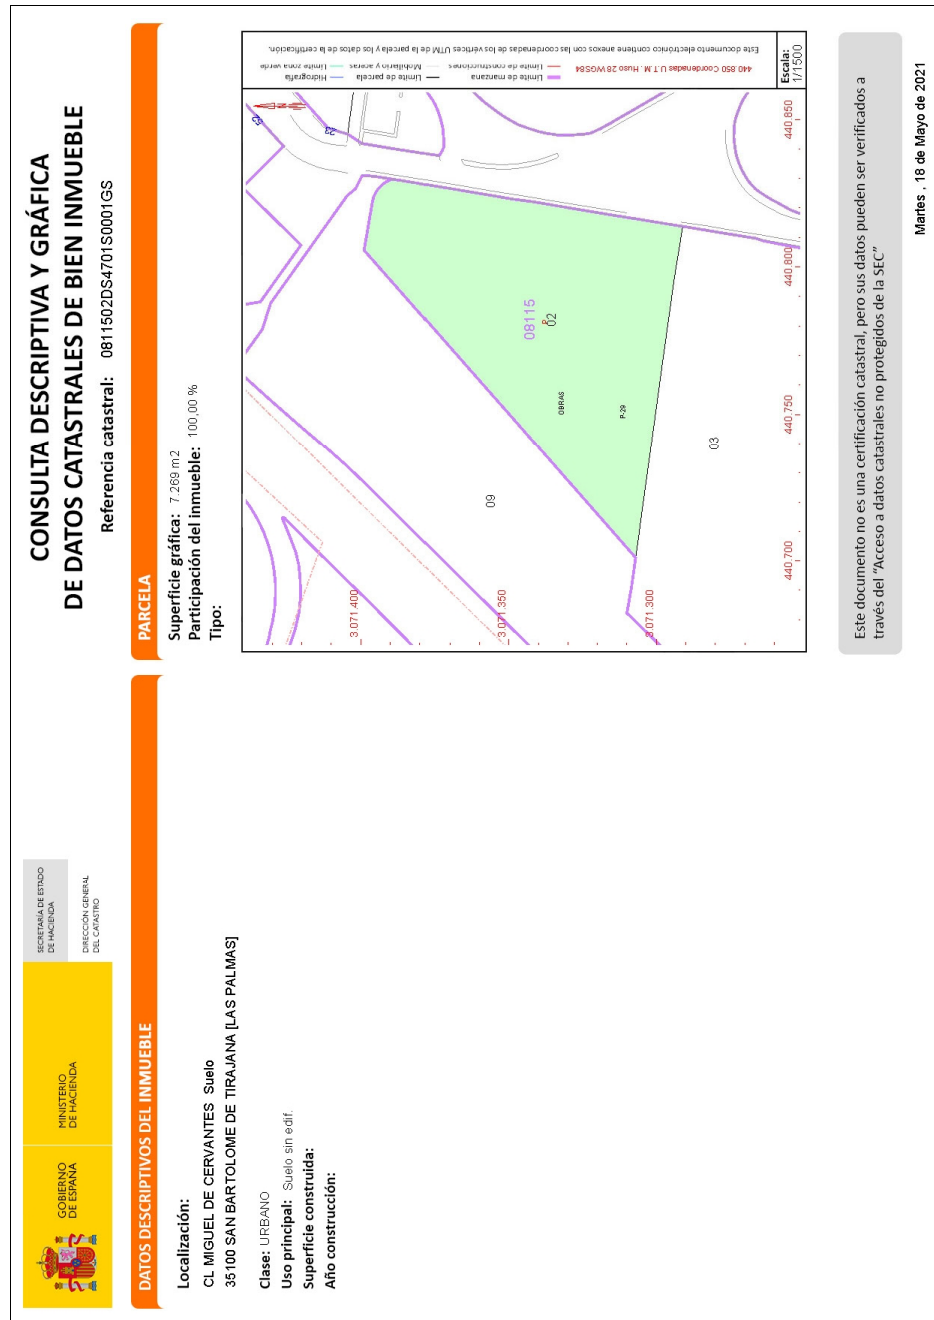 GOBIERNO
DE ESPAÑA
MINISTERIO
DE HACIENDA
SECRETARÍA DE ESTADO
DE HACIENDA
DIRECCIÓN GENERAL
DEL CATASTRO
CONSULTA DESCRIPTIVA Y GRÁFICA
DE DATOS CATASTRALES DE BIEN INMUEBLE
Referencia catastral: 0811502DS4701S0001GS
DATOS DESCRIPTIVOS DEL INMUEBLE
Localización:
CL MIGUEL DE CERVANTES Suelo
35100 SAN BARTOLOME DE TIRAJANA [LAS PALMAS]
Clase: URBANO
Uso principal: Suelo sin edif.
Superficie construida:
Año construcción:
PARCELA
Superficie gráfica: 7.269 m2
Participación del inmueble: 100,00 %
Tipo:
3.071.400
3.071.350
3.071.300
440.700
440.750
440.800
440.850
09
03
08115
02
OBRAS
P-29
23
Escala:
1/1500
440.850 Coordenadas U.T.M. Huso 28 WGS84
Límite de manzana
Límite de parcela
Límite de construcciones
Mobiliario y aceras
Límite zona verde
Hidrografía
Este documento electrónico contiene anexos con las coordenadas de los vértices UTM de la parcela y los datos de la certificación.
Este documento no es una certificación catastral, pero sus datos pueden ser verificados a
través del “Acceso a datos catastrales no protegidos de la SEC”
Martes , 18 de Mayo de 2021